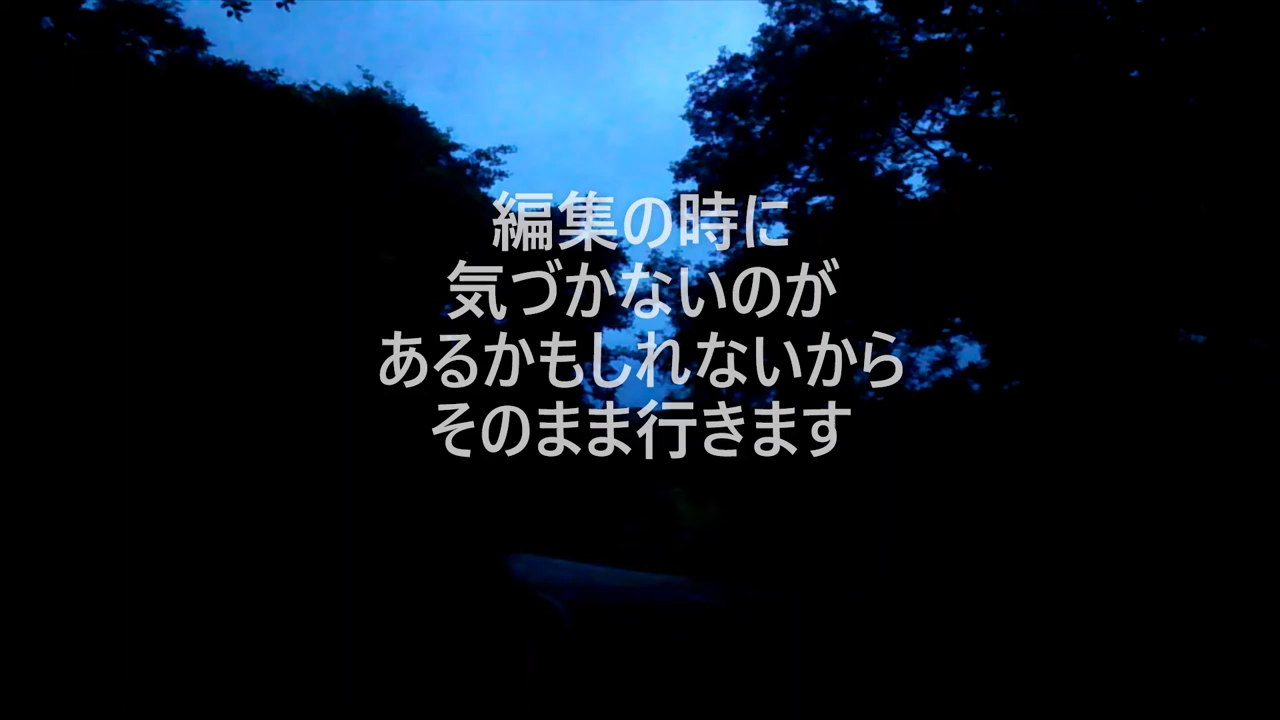 編集の時に
気づかないのが
あるかもしれないから
そのまま行きます